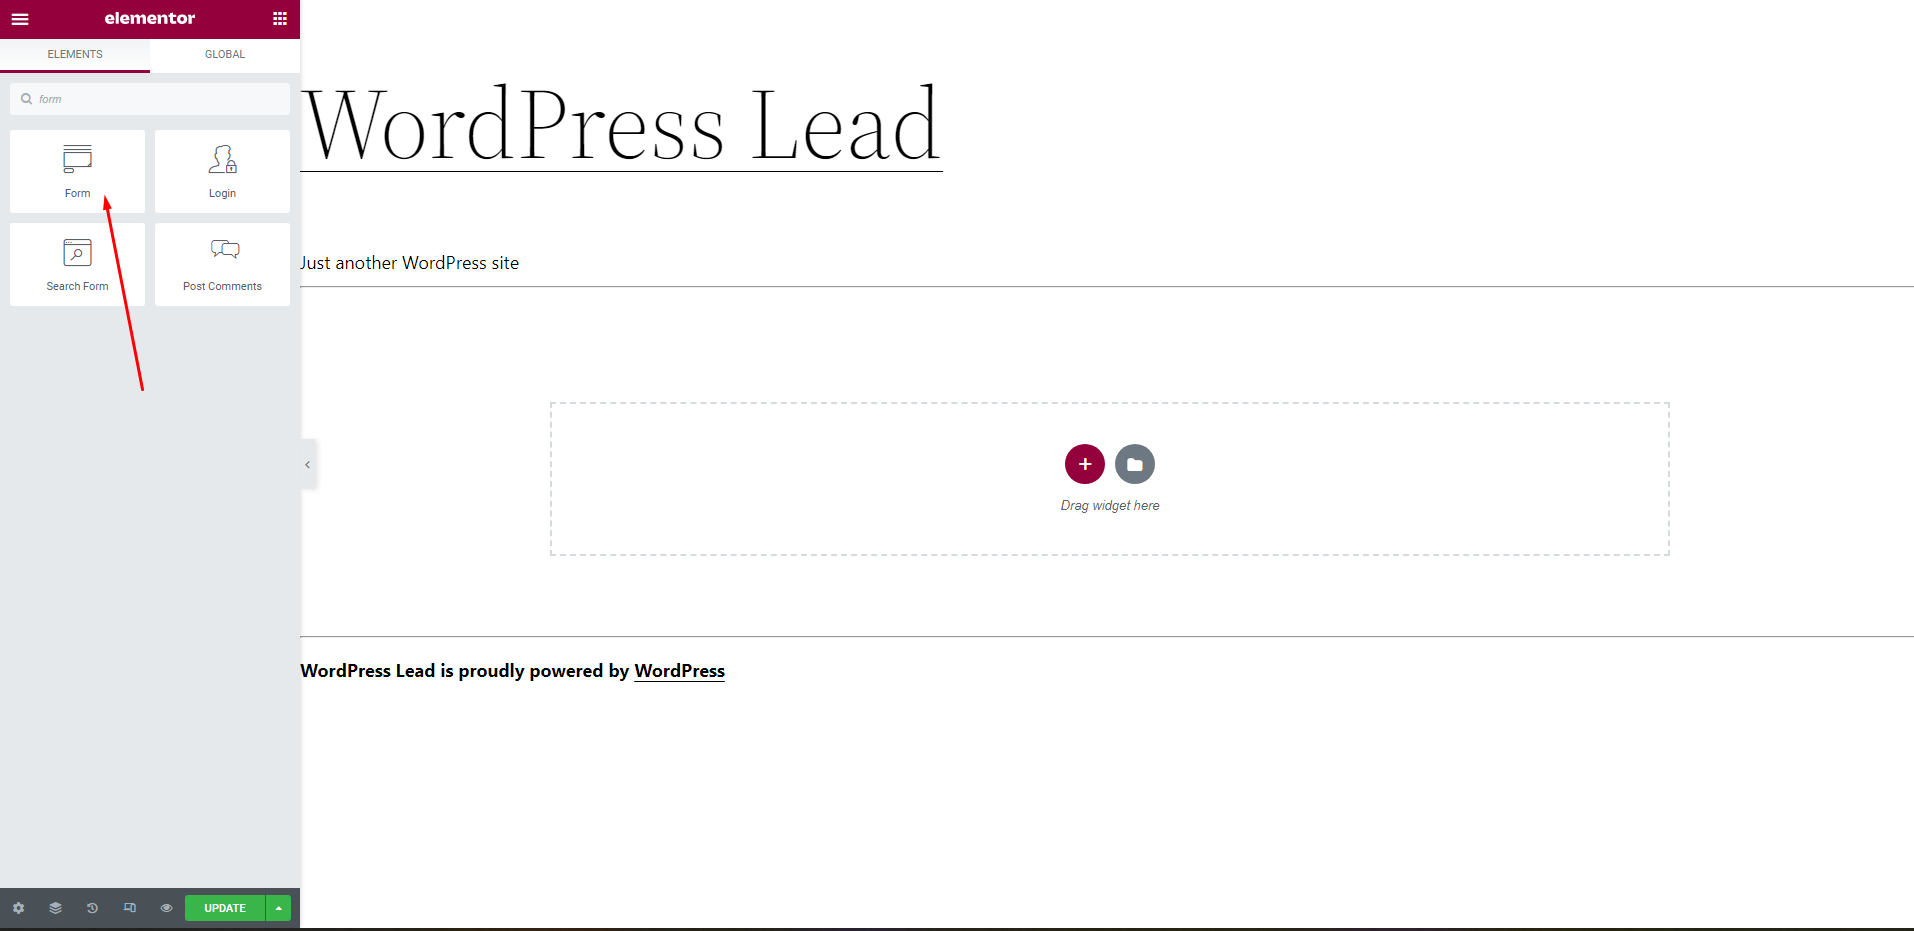 elementor
ELEMENTS GLOBAL
form
Form Login
Search Form Post Comments
UPDATE
WordPress Lead
Just another WordPress site
Drag widget here
WordPress Lead is proudly powered by WordPress